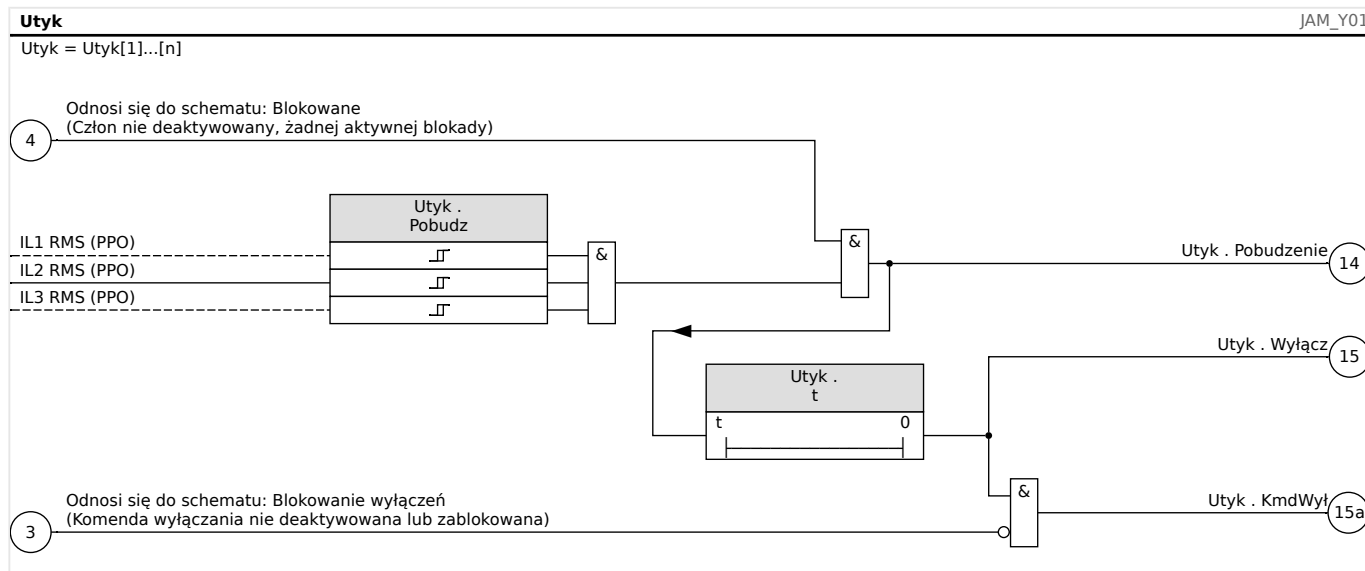 Utyk
JAM_Y01
Utyk = Utyk[1]...[n]
Odnosi się do schematu: Blokowane
(Człon nie deaktywowany, żadnej aktywnej blokady)
4
Utyk .
Pobudz
IL1 RMS (PPO)
IL2 RMS (PPO)
IL3 RMS (PPO)
&
&
Utyk . Pobudzenie
14
Utyk . Wyłącz
15
Utyk .
t
t
0
Odnosi się do schematu: Blokowanie wyłączeń
(Komenda wyłączania nie deaktywowana lub zablokowana)
3
&
Utyk . KmdWył
15a